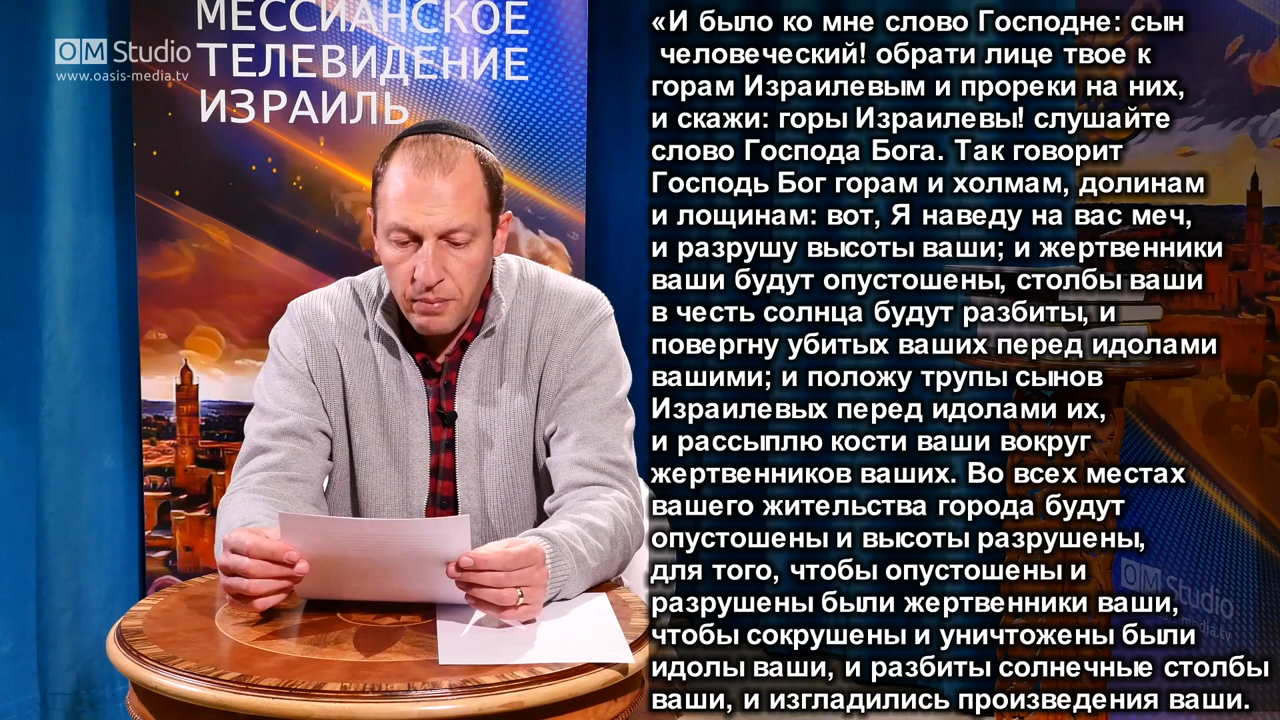 МЕССИАНСКОЕ
ТЕЛЕВИДЕНИЕ
ИЗРАИЛЬ
OM Studio
www.oasis-media.tv
«И было ко мне слово Господне: сын
человеческий! обрати лице твое к
горам Израилевым и прореки на них,
и скажи: горы Израилевы! слушайте
слово Господа Бога. Так говорит
Господь Бог горам и холмам, долинам
и лощинам: вот, Я наведу на вас меч,
и разрушу высоты ваши; и жертвенники
ваши будут опустошены, столбы ваши
в честь солнца будут разбиты, и
повергну убитых ваших перед идолами
вашими; и положу трупы сынов
Израилевых перед идолами их,
и рассыплю кости ваши вокруг
жертвенников ваших. Во всех местах
вашего жительства города будут
опустошены и высоты разрушены,
для того, чтобы опустошены и
разрушены были жертвенники ваши,
чтобы сокрушены и уничтожены были
идолы ваши, и разбиты солнечные столбы
ваши, и изгладились произведения ваши.
OM Studio